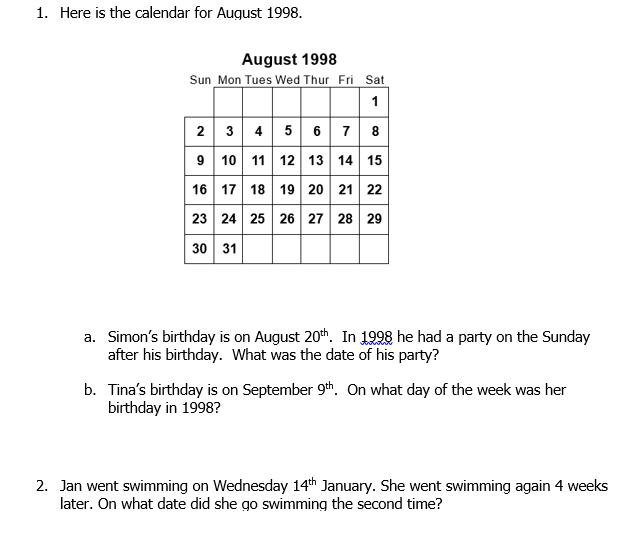 1. Here is the calendar for August 1998.
August 1998
Sun Mon Tues Wed Thur Fri Sat
1
2 3 4 5 6 7 8
9 10 11 12 13 14 15
16 17 18 19 20 21 22
23 24 25 26 27 28 29
30 31
a. Simon's birthday is on August 20th. In 1998 he had a party on the Sunday
after his birthday. What was the date of his party?
b. Tina's birthday is on September 9th. On what day of the week was her
birthday in 1998?
2. Jan went swimming on Wednesday 14th January. She went swimming again 4 weeks
later. On what date did she go swimming the second time?